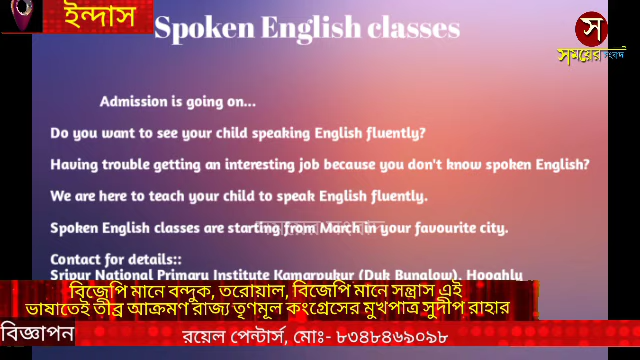 ইন্দাস
Spoken English classes
স
সময়ের সংবাদ
Admission is going on...
Do you want to see your child speaking English fluently?
Having trouble getting an interesting job because you don't know spoken English?
We are here to teach your child to speak English fluently.
Spoken English classes are starting from March in your favourite city.
Contact for details::
Sripur National Primary Institute Kamarpukur (Duk Bunalow), Hooghly
বিজেপি মানে বন্দুক, তরোয়াল, বিজেপি মানে সন্ত্রাস এই
ভাষাতেই তীব্র আক্রমণ রাজ্য তৃণমূল কংগ্রেসের মুখপাত্র সুদীপ রাহার
বিজ্ঞাপন
রয়েল পেন্টার্স, মোঃ- ৮৩৪৮৪৬৯০৯৮